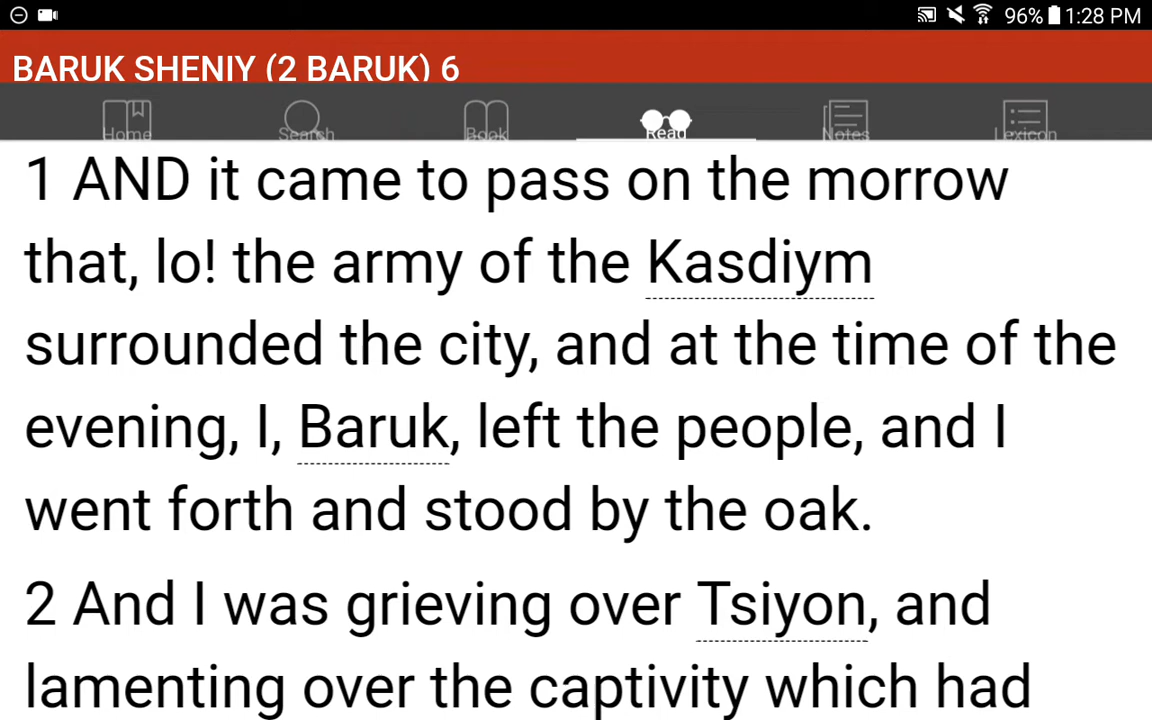 96% 1:28 PM
BARUK SHENIY (2 BARUK) 6
Home Search Book Read Notes Lexicon
1 AND it came to pass on the morrow
that, lo! the army of the Kasdiym
surrounded the city, and at the time of the
evening, I, Baruk, left the people, and I
went forth and stood by the oak.
2 And I was grieving over Tsiyon, and
lamenting over the captivity which had